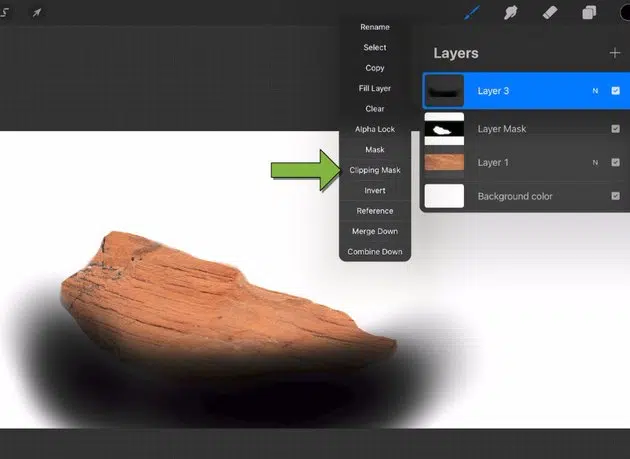 Rename
Select
Copy
Fill Layer
Clear
Alpha Lock
Mask
Clipping Mask
Invert
Reference
Merge Down
Combine Down
Layers
Layer 3 N
Layer Mask
Layer 1 N
Background color